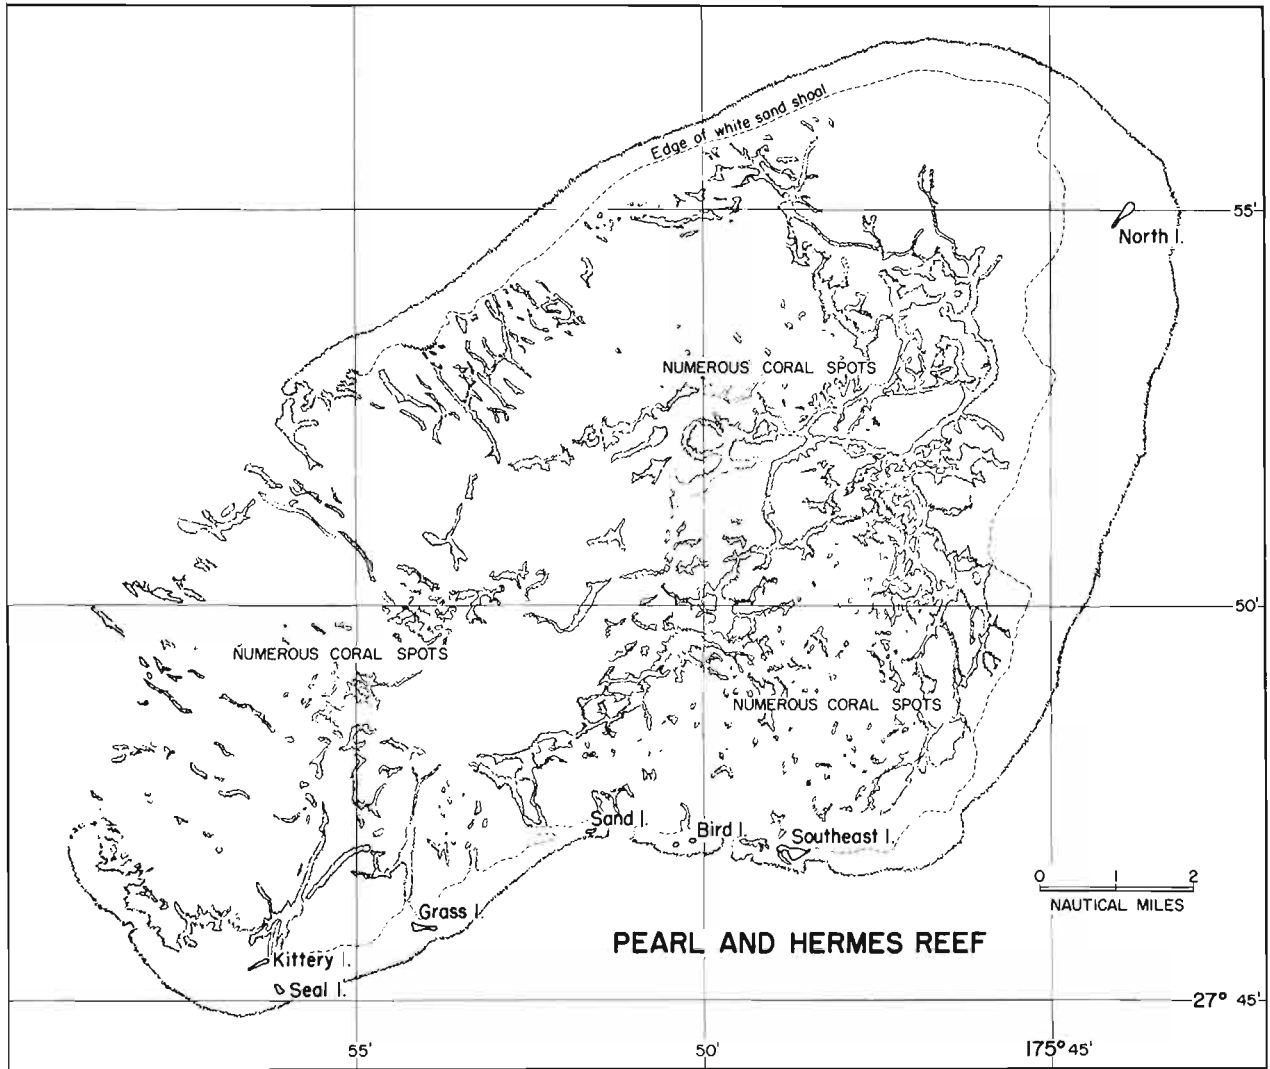 Edge of white sand shoal
55'
North I.
NUMEROUS CORAL SPOTS
50'
NUMEROUS CORAL SPOTS
NUMEROUS CORAL SPOTS
Sand I.
Bird I.
Southeast I.
0 1 2
NAUTICAL MILES
Grass I.
PEARL AND HERMES REEF
Kittery I.
Seal I.
27° 45'
55' 50' 175° 45'